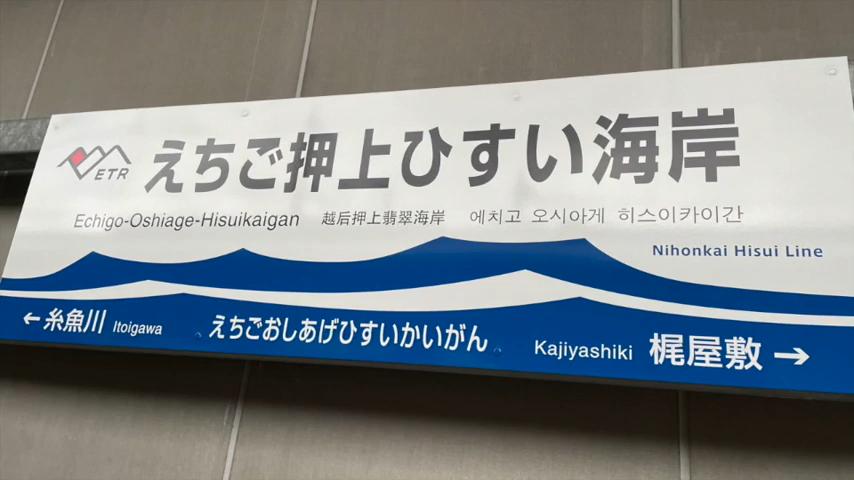 ETR えちご押上ひすい海岸
Echigo-Oshiage-Hisuikaigan 越后押上翡翠海岸 에치고 오시아게 히스이카이간
Nihonkai Hisui Line
←糸魚川 Itoigawa えちごおしあげひすいかいがん Kajiyashiki 梶屋敷→